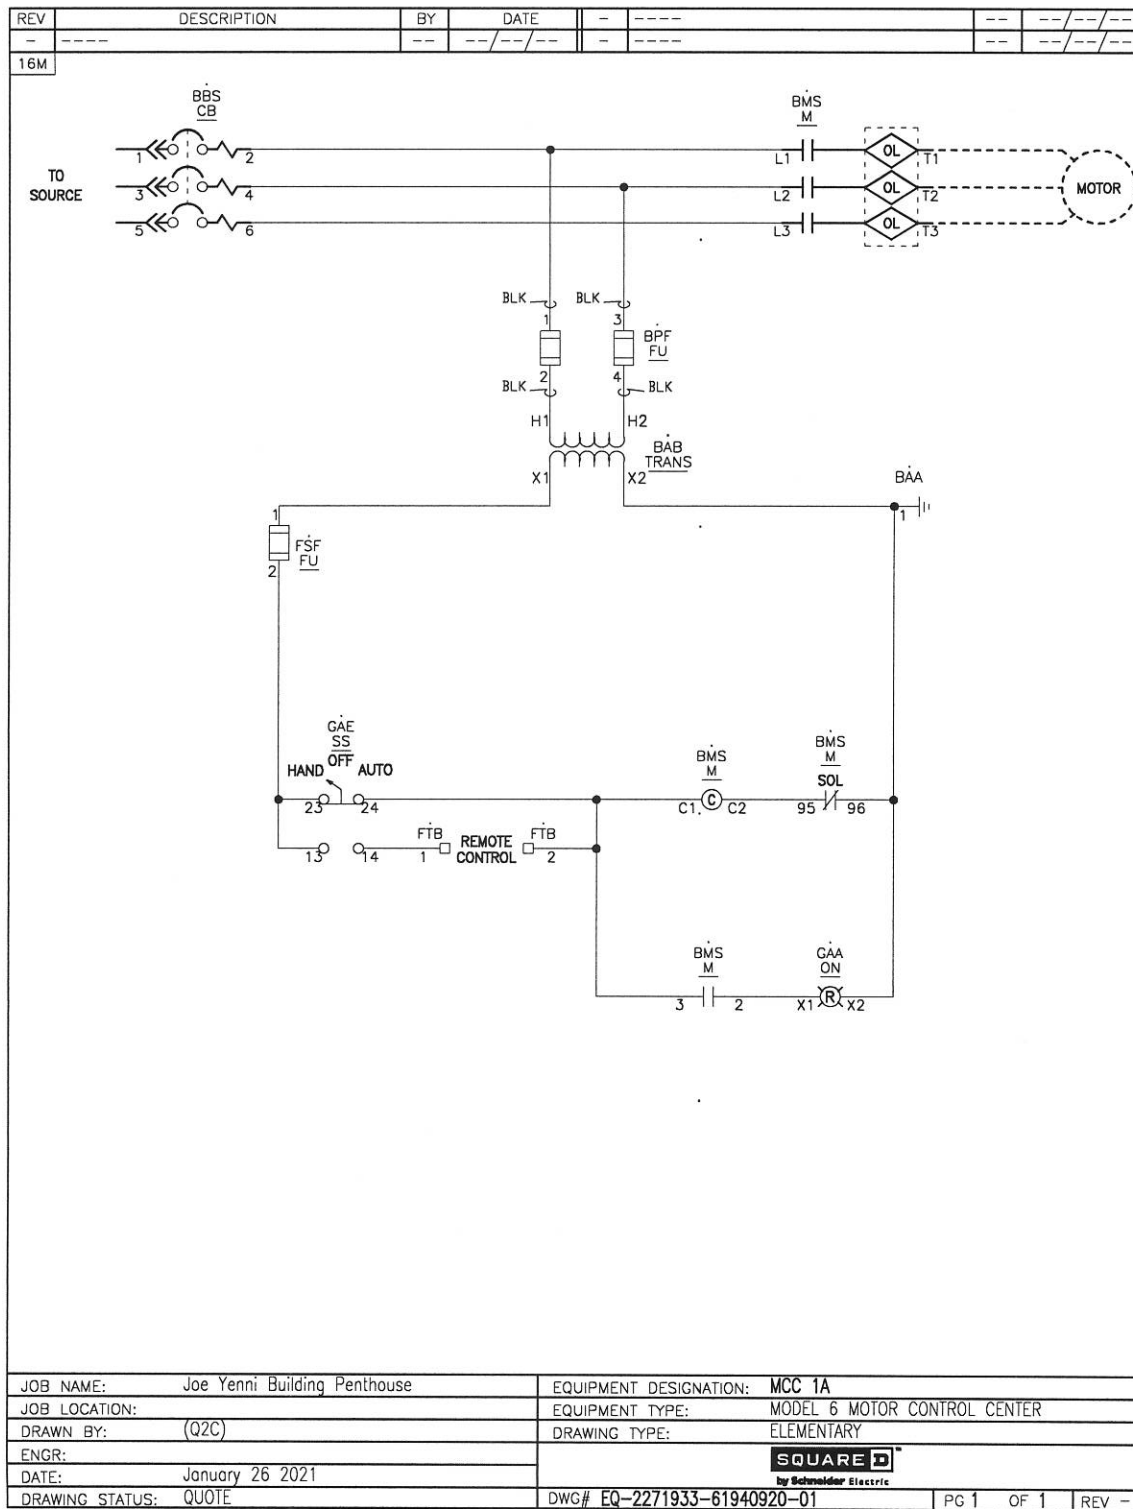 REV DESCRIPTION BY DATE - ---- -- --/--/--
- ---- -- --/--/-- - ---- -- --/--/--
16M
BBS
CB
BMS
M
1 2 L1 OL T1
TO
SOURCE
3 4 L2 OL T2 MOTOR
5 6 L3 OL T3
BLK BLK
1 3
BPF
FU
2 4
BLK BLK
H1 H2
BAB
TRANS
X1 X2
BAA
1 1
FSF
FU
2
GAE
SS
OFF
HAND AUTO
BMS
M
BMS
M
SOL
23 24 C1 C C2 95 96
FTB REMOTE FTB
13 14 1 CONTROL 2
BMS
M
GAA
ON
3 2 X1 R X2
JOB NAME: Joe Yenni Building Penthouse
JOB LOCATION:
DRAWN BY: (Q2C)
ENGR:
DATE: January 26 2021
DRAWING STATUS: QUOTE
EQUIPMENT DESIGNATION: MCC 1A
EQUIPMENT TYPE: MODEL 6 MOTOR CONTROL CENTER
DRAWING TYPE: ELEMENTARY
SQUARE D™
by Schneider Electric
DWG# EQ-2271933-61940920-01 PG 1 OF 1 REV -